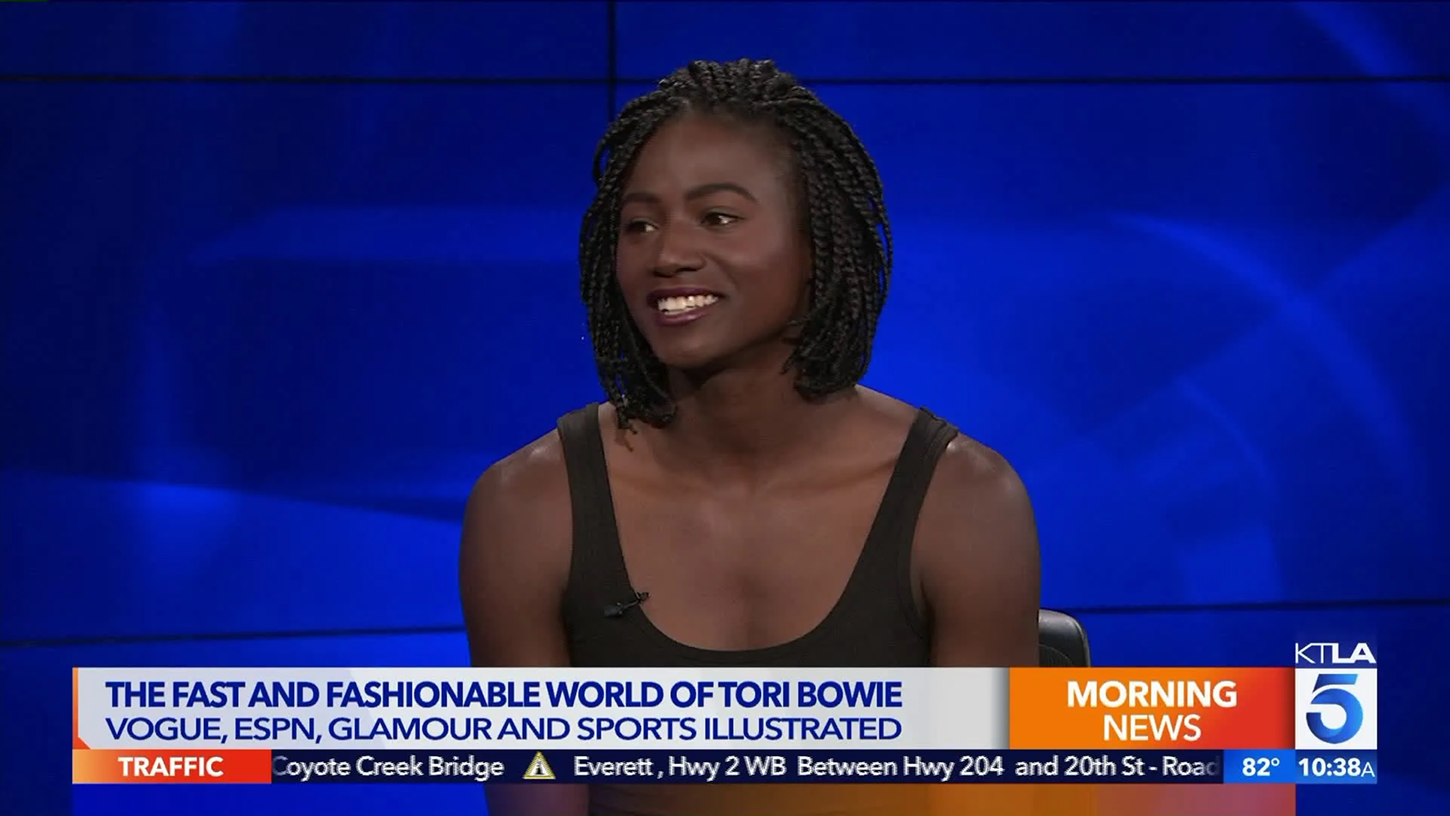 THE FAST AND FASHIONABLE WORLD OF TORI BOWIE
VOGUE, ESPN, GLAMOUR AND SPORTS ILLUSTRATED
MORNING
NEWS
KTLA
5
TRAFFIC
Coyote Creek Bridge Everett , Hwy 2 WB Between Hwy 204 and 20th St - Road
82° 10:38A